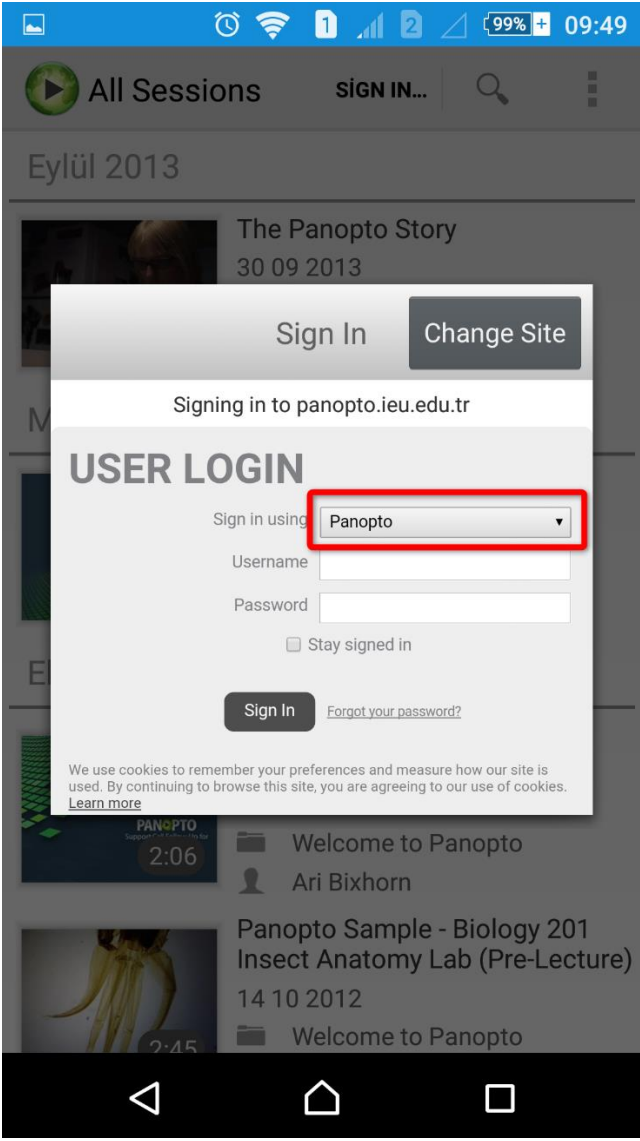 1 2 99% + 09:49
All Sessions SİGN IN...
Eylül 2013
The Panopto Story
30 09 2013
Sign In Change Site
Signing in to panopto.ieu.edu.tr
M
USER LOGIN
Sign in using Panopto
Username
Password
Stay signed in
Sign In Forgot your password?
We use cookies to remember your preferences and measure how our site is
used. By continuing to browse this site, you are agreeing to our use of cookies.
Learn more
PANOPTO
2:06
Welcome to Panopto
Ari Bixhorn
Panopto Sample - Biology 201
Insect Anatomy Lab (Pre-Lecture)
14 10 2012
2:45
Welcome to Panopto